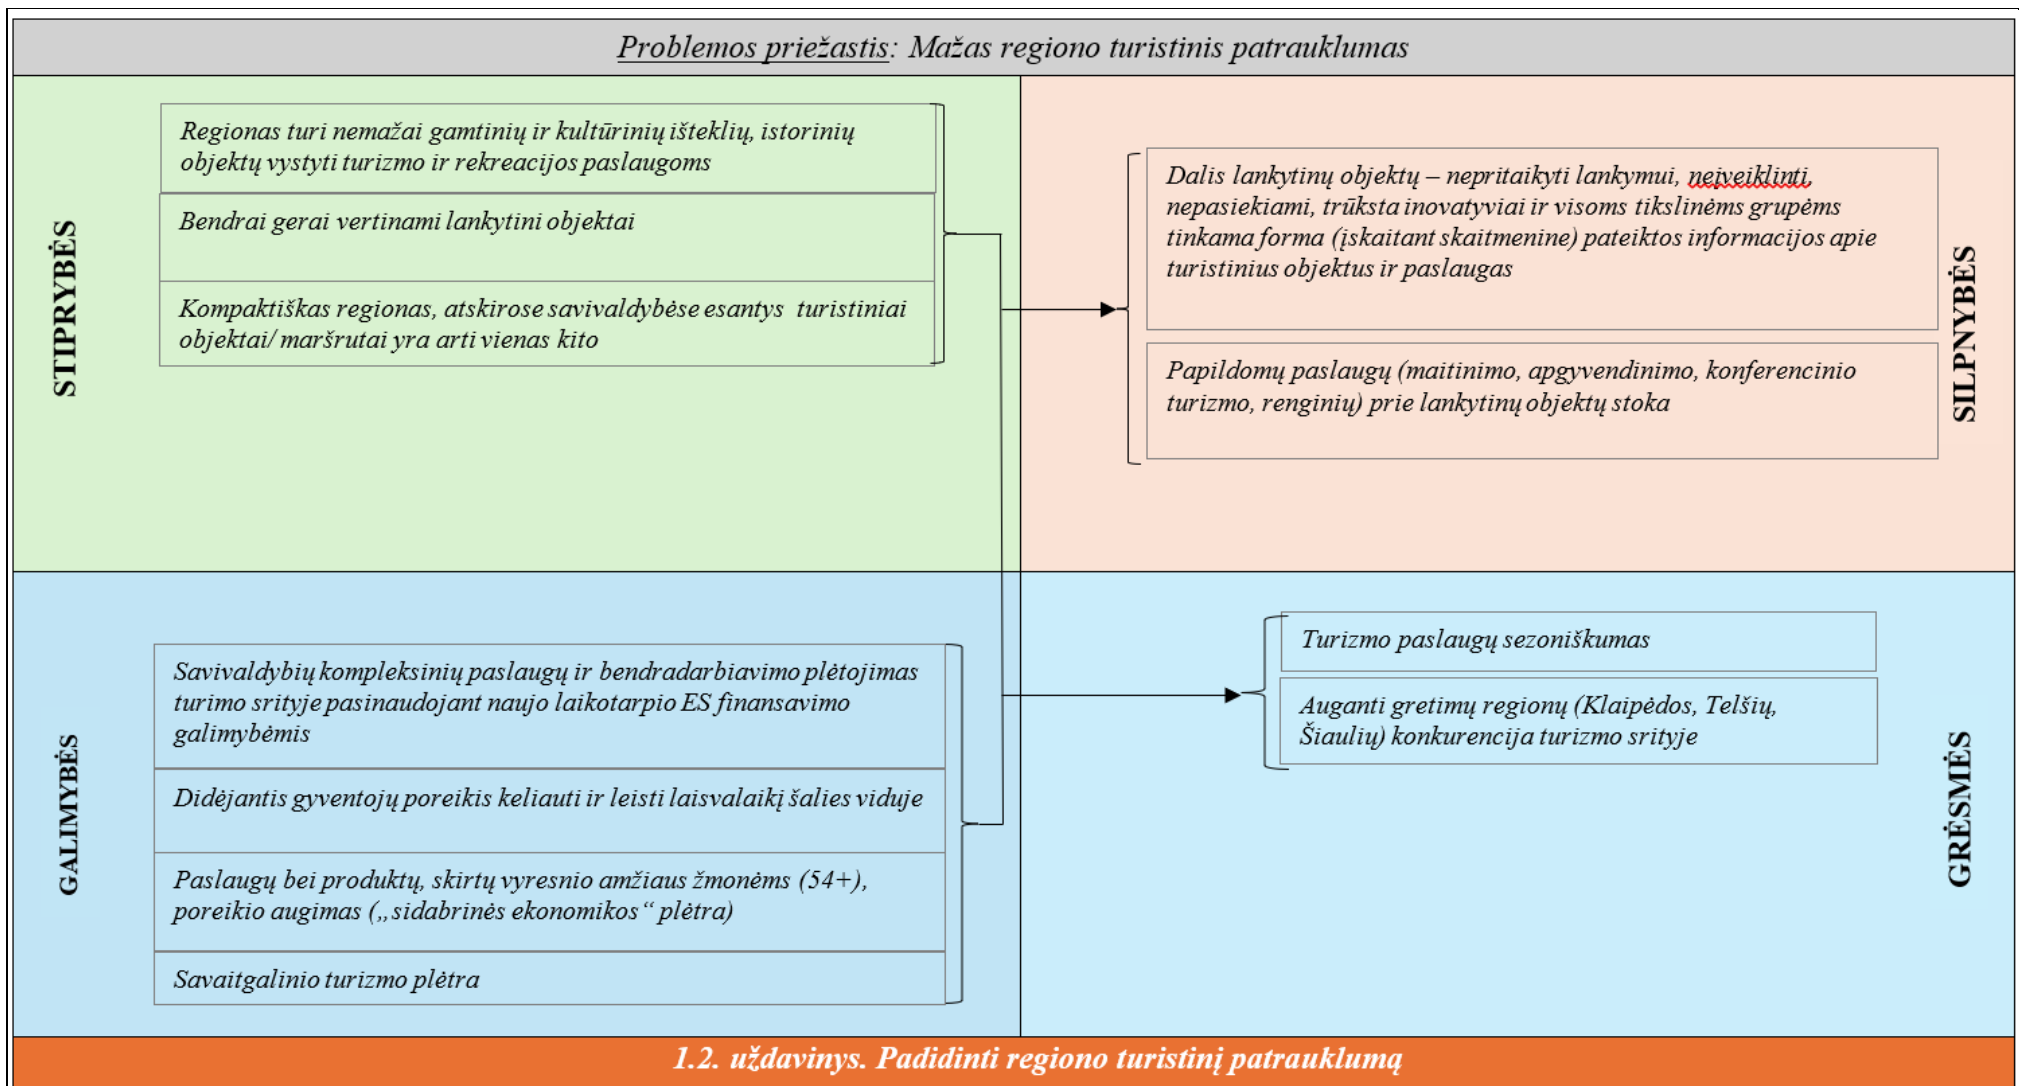 Problemos priežastis: Mažas regiono turistinis patrauklumas
STIPRYBĖS
Regionas turi nemažai gamtinių ir kultūrinių išteklių, istorinių
objektų vystyti turizmo ir rekreacijos paslaugoms
Bendrai gerai vertinami lankytini objektai
Kompaktiškas regionas, atskirose savivaldybėse esantys turistiniai
objektai/ maršrutai yra arti vienas kito
Dalis lankytinų objektų – nepritaikyti lankymui, neįveiklinti,
nepasiekiami, trūksta inovatyviai ir visoms tikslinėms grupėms
tinkama forma (įskaitant skaitmenine) pateiktos informacijos apie
turistinius objektus ir paslaugas
Papildomų paslaugų (maitinimo, apgyvendinimo, konferencinio
turizmo, renginių) prie lankytinų objektų stoka
SILPNYBĖS
GALIMYBĖS
Savivaldybių kompleksinių paslaugų ir bendradarbiavimo plėtojimas
turimo srityje pasinaudojant naujo laikotarpio ES finansavimo
galimybėmis
Didėjantis gyventojų poreikis keliauti ir leisti laisvalaikį šalies viduje
Paslaugų bei produktų, skirtų vyresnio amžiaus žmonėms (54+),
poreikio augimas („sidabrinės ekonomikos“ plėtra)
Savaitgalinio turizmo plėtra
Turizmo paslaugų sezoniškumas
Auganti gretimų regionų (Klaipėdos, Telšių,
Šiaulių) konkurencija turizmo srityje
GRĖSMĖS
1.2. uždavinys. Padidinti regiono turistinį patrauklumą